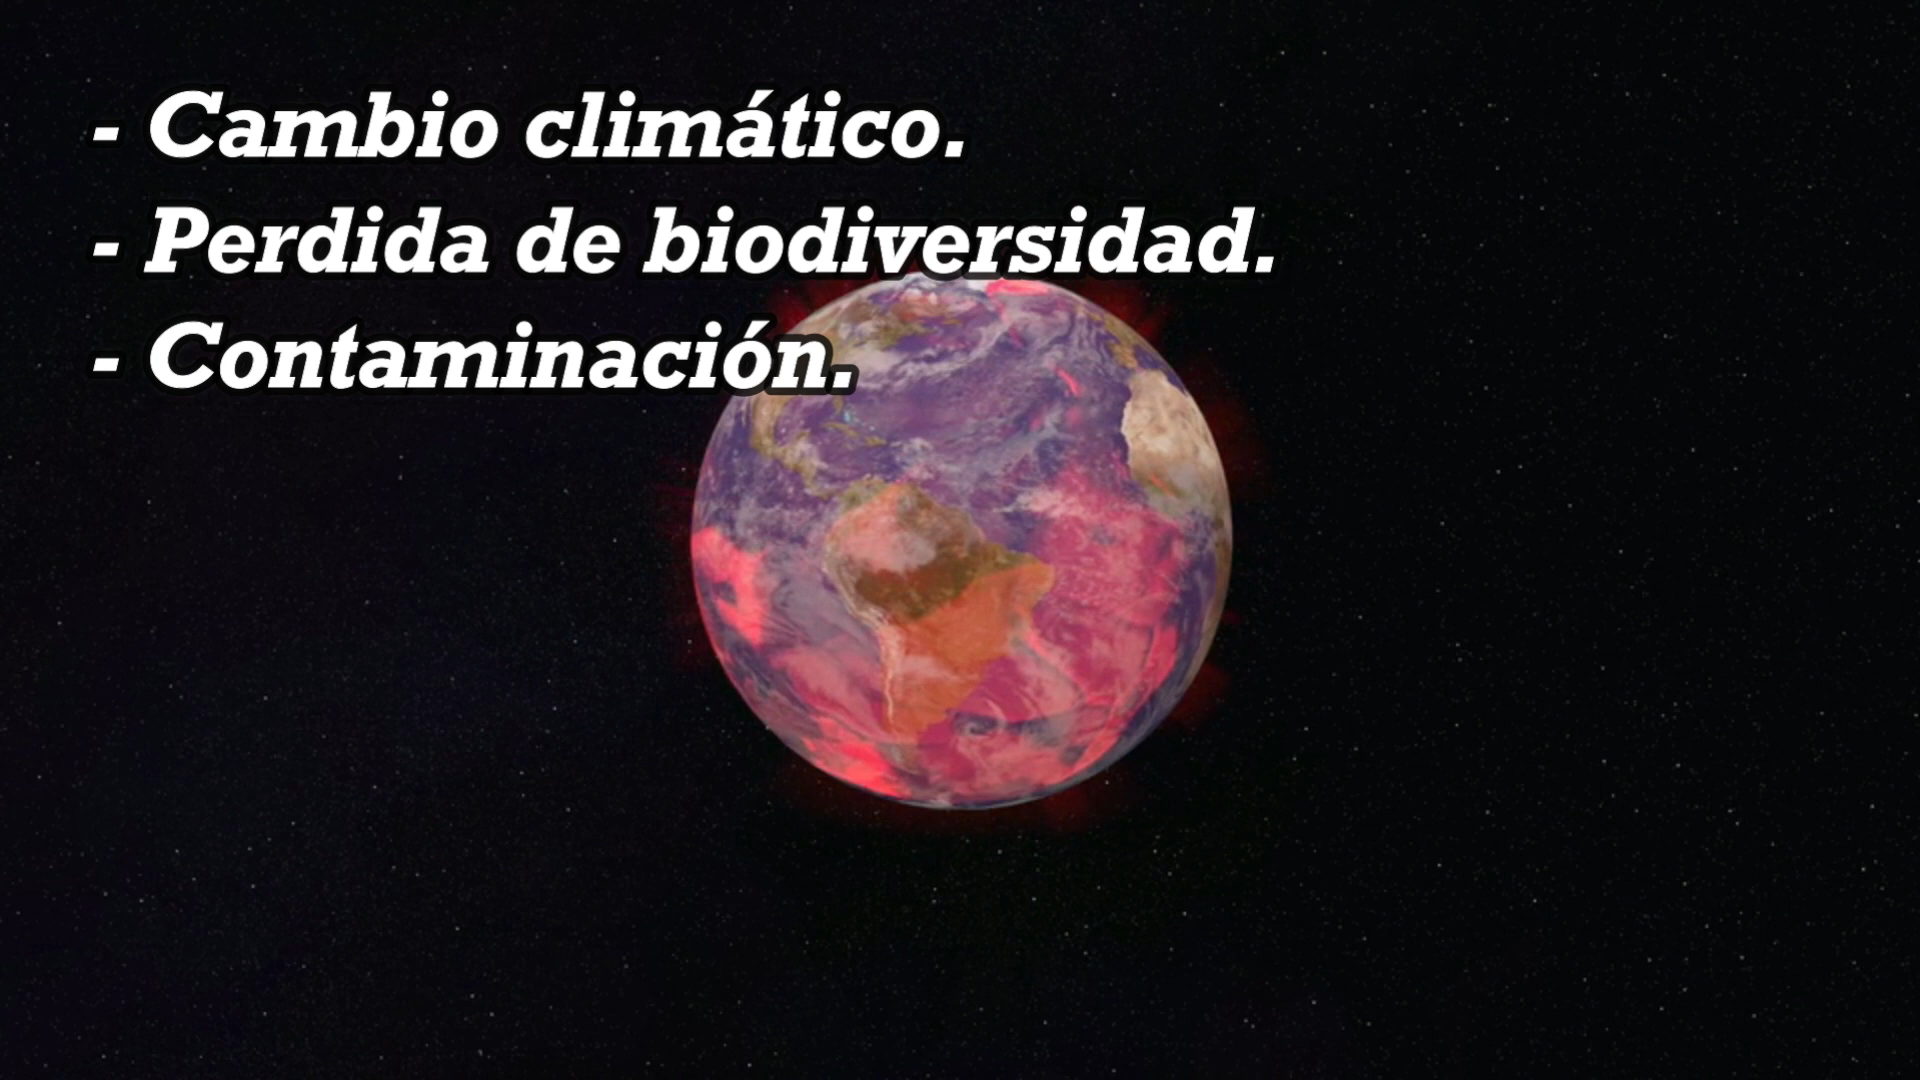 - Cambio climático.
- Perdida de biodiversidad.
- Contaminación.